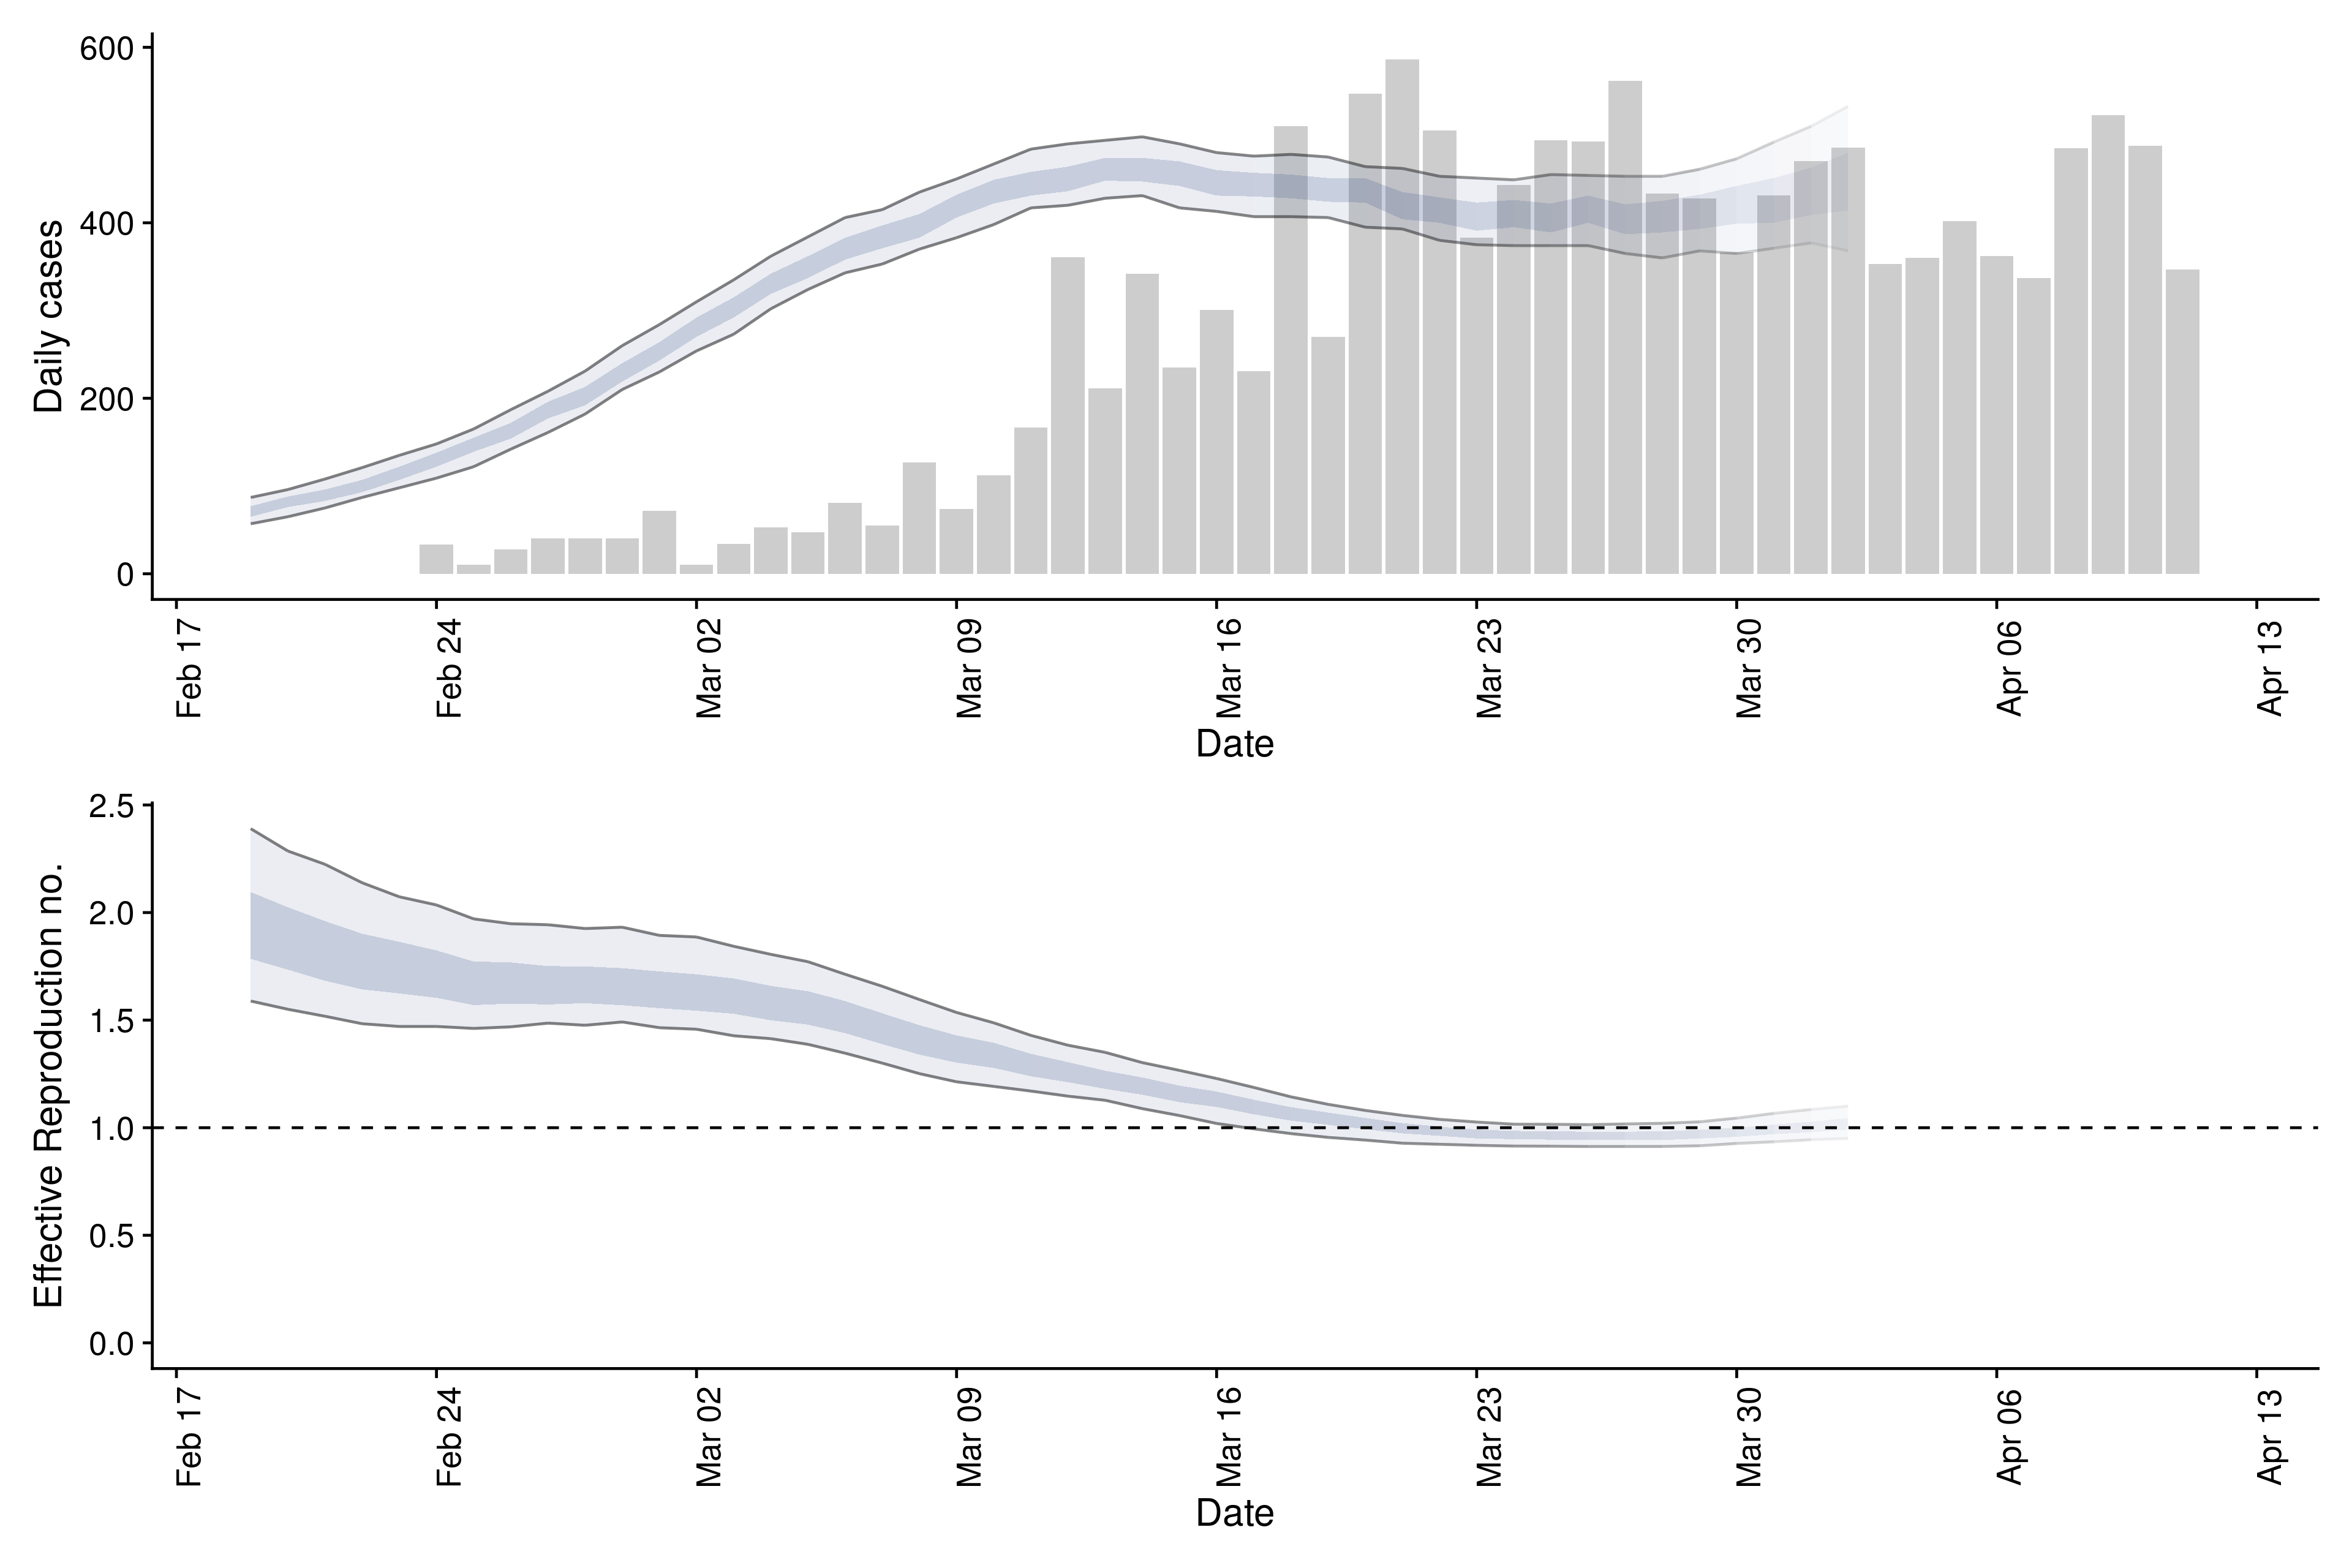 600
400
200
0
Daily cases
Feb 17
Feb 24
Mar 02
Mar 09
Mar 16
Mar 23
Mar 30
Apr 06
Apr 13
Date
2.5
2.0
1.5
1.0
0.5
0.0
Effective Reproduction no.
Feb 17
Feb 24
Mar 02
Mar 09
Mar 16
Mar 23
Mar 30
Apr 06
Apr 13
Date